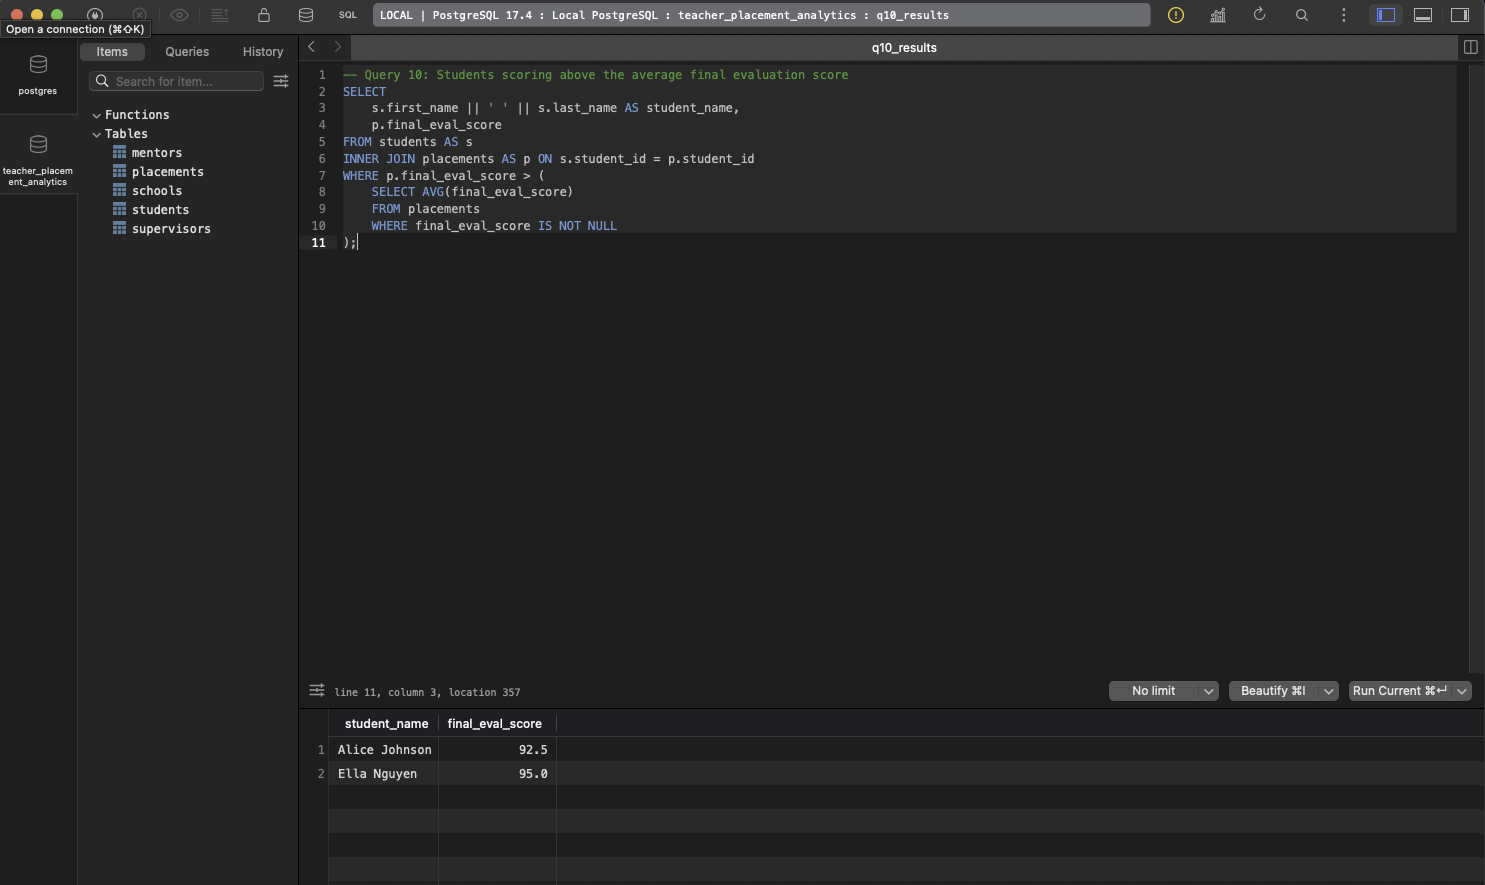 SQL
LOCAL | PostgreSQL 17.4 : Local PostgreSQL : teacher_placement_analytics : q10_results
Open a connection (⌘⇧K)
postgres
teacher_placem
ent_analytics
Items Queries History
Search for item...
Functions
Tables
mentors
placements
schools
students
supervisors
q10_results
1 -- Query 10: Students scoring above the average final evaluation score
2 SELECT
3 s.first_name || ' ' || s.last_name AS student_name,
4 p.final_eval_score
5 FROM students AS s
6 INNER JOIN placements AS p ON s.student_id = p.student_id
7 WHERE p.final_eval_score > (
8 SELECT AVG(final_eval_score)
9 FROM placements
10 WHERE final_eval_score IS NOT NULL
11 );
line 11, column 3, location 357
No limit Beautify ⌘I Run Current ⌘↵
student_name final_eval_score
1 Alice Johnson 92.5
2 Ella Nguyen 95.0